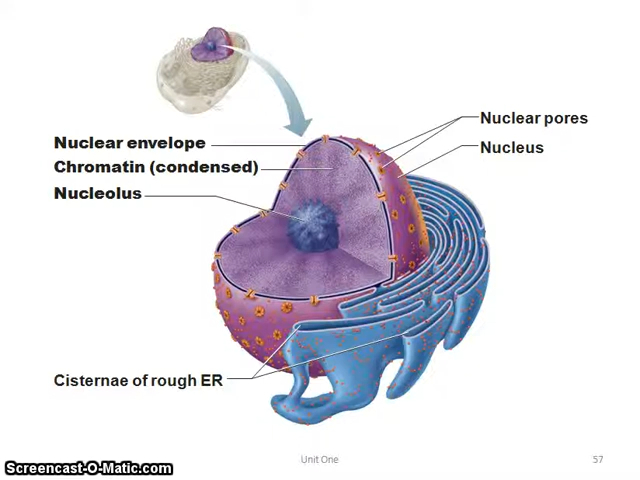 Nuclear envelope
Chromatin (condensed)
Nucleolus
Nuclear pores
Nucleus
Cisternae of rough ER
Unit One
57
Screencast-O-Matic.com